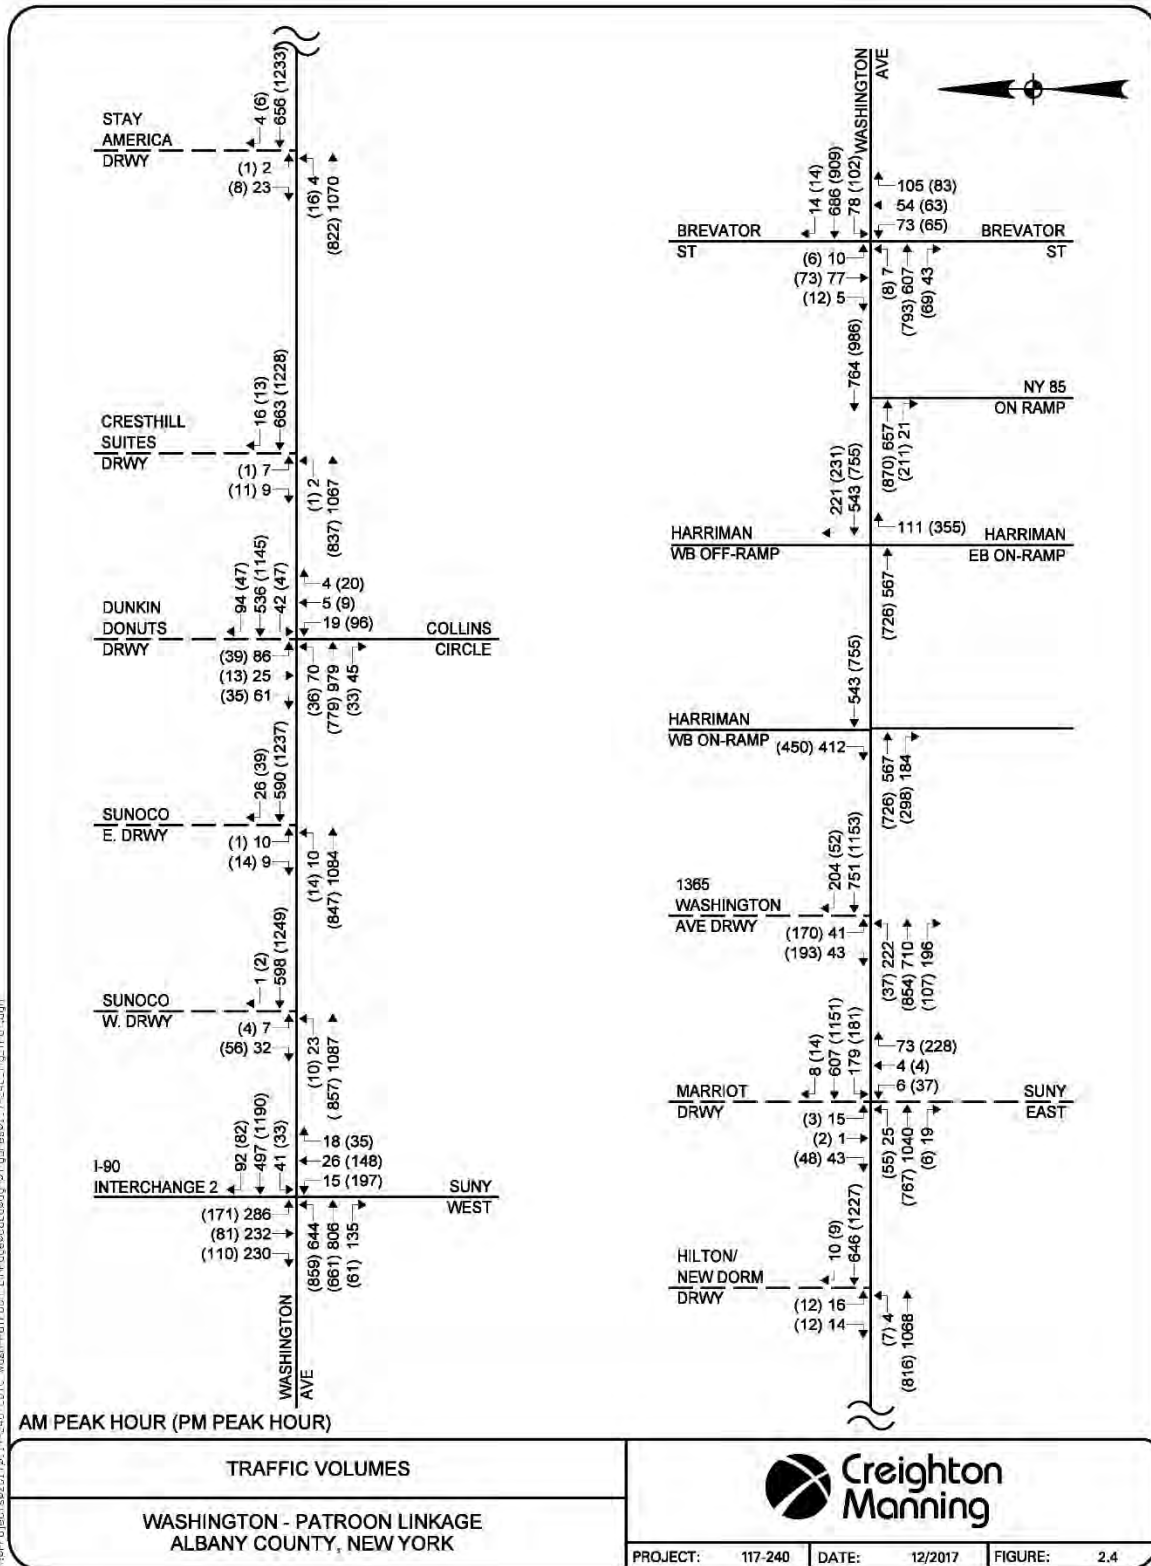 4 (6)
656 (1233)
STAY
AMERICA
DRWY
(1) 2
(8) 23
(16) 4
(822) 1070
16 (13)
663 (1228)
CRESTHILL
SUITES
DRWY
(1) 7
(11) 9
(1) 2
(837) 1067
94 (47)
536 (1145)
42 (47)
4 (20)
5 (9)
19 (96)
DUNKIN
DONUTS
DRWY
COLLINS
CIRCLE
(39) 86
(13) 25
(35) 61
(36) 70
(779) 979
(33) 45
26 (39)
590 (1237)
SUNOCO
E. DRWY
(1) 10
(14) 9
(14) 10
(847) 1084
1 (2)
598 (1249)
SUNOCO
W. DRWY
(4) 7
(56) 32
(10) 23
( 857) 1087
92 (82)
497 (1190)
41 (33)
18 (35)
26 (148)
15 (197)
I-90
INTERCHANGE 2
SUNY
WEST
(171) 286
(81) 232
(110) 230
(859) 644
(661) 806
(61) 135
WASHINGTON
AVE
WASHINGTON
AVE
14 (14)
686 (909)
78 (102)
105 (83)
54 (63)
73 (65)
BREVATOR
ST
BREVATOR
ST
(6) 10
(73) 77
(12) 5
(8) 7
(793) 607
(69) 43
764 (986)
NY 85
ON RAMP
(870) 657
(211) 21
221 (231)
543 (755)
111 (355)
HARRIMAN
WB OFF-RAMP
HARRIMAN
EB ON-RAMP
(726) 567
543 (755)
HARRIMAN
WB ON-RAMP
(450) 412
(726) 567
(298) 184
204 (52)
751 (1153)
1365
WASHINGTON
AVE DRWY
(170) 41
(193) 43
(37) 222
(854) 710
(107) 196
8 (14)
607 (1151)
179 (181)
73 (228)
4 (4)
6 (37)
MARRIOT
DRWY
SUNY
EAST
(3) 15
(2) 1
(48) 43
(55) 25
(767) 1040
(6) 19
10 (9)
646 (1227)
HILTON/
NEW DORM
DRWY
(12) 16
(12) 14
(7) 4
(816) 1068
AM PEAK HOUR (PM PEAK HOUR)
TRAFFIC VOLUMES
WASHINGTON - PATROON LINKAGE
ALBANY COUNTY, NEW YORK
Creighton
Manning
PROJECT: 117-240 DATE: 12/2017 FIGURE: 2.4